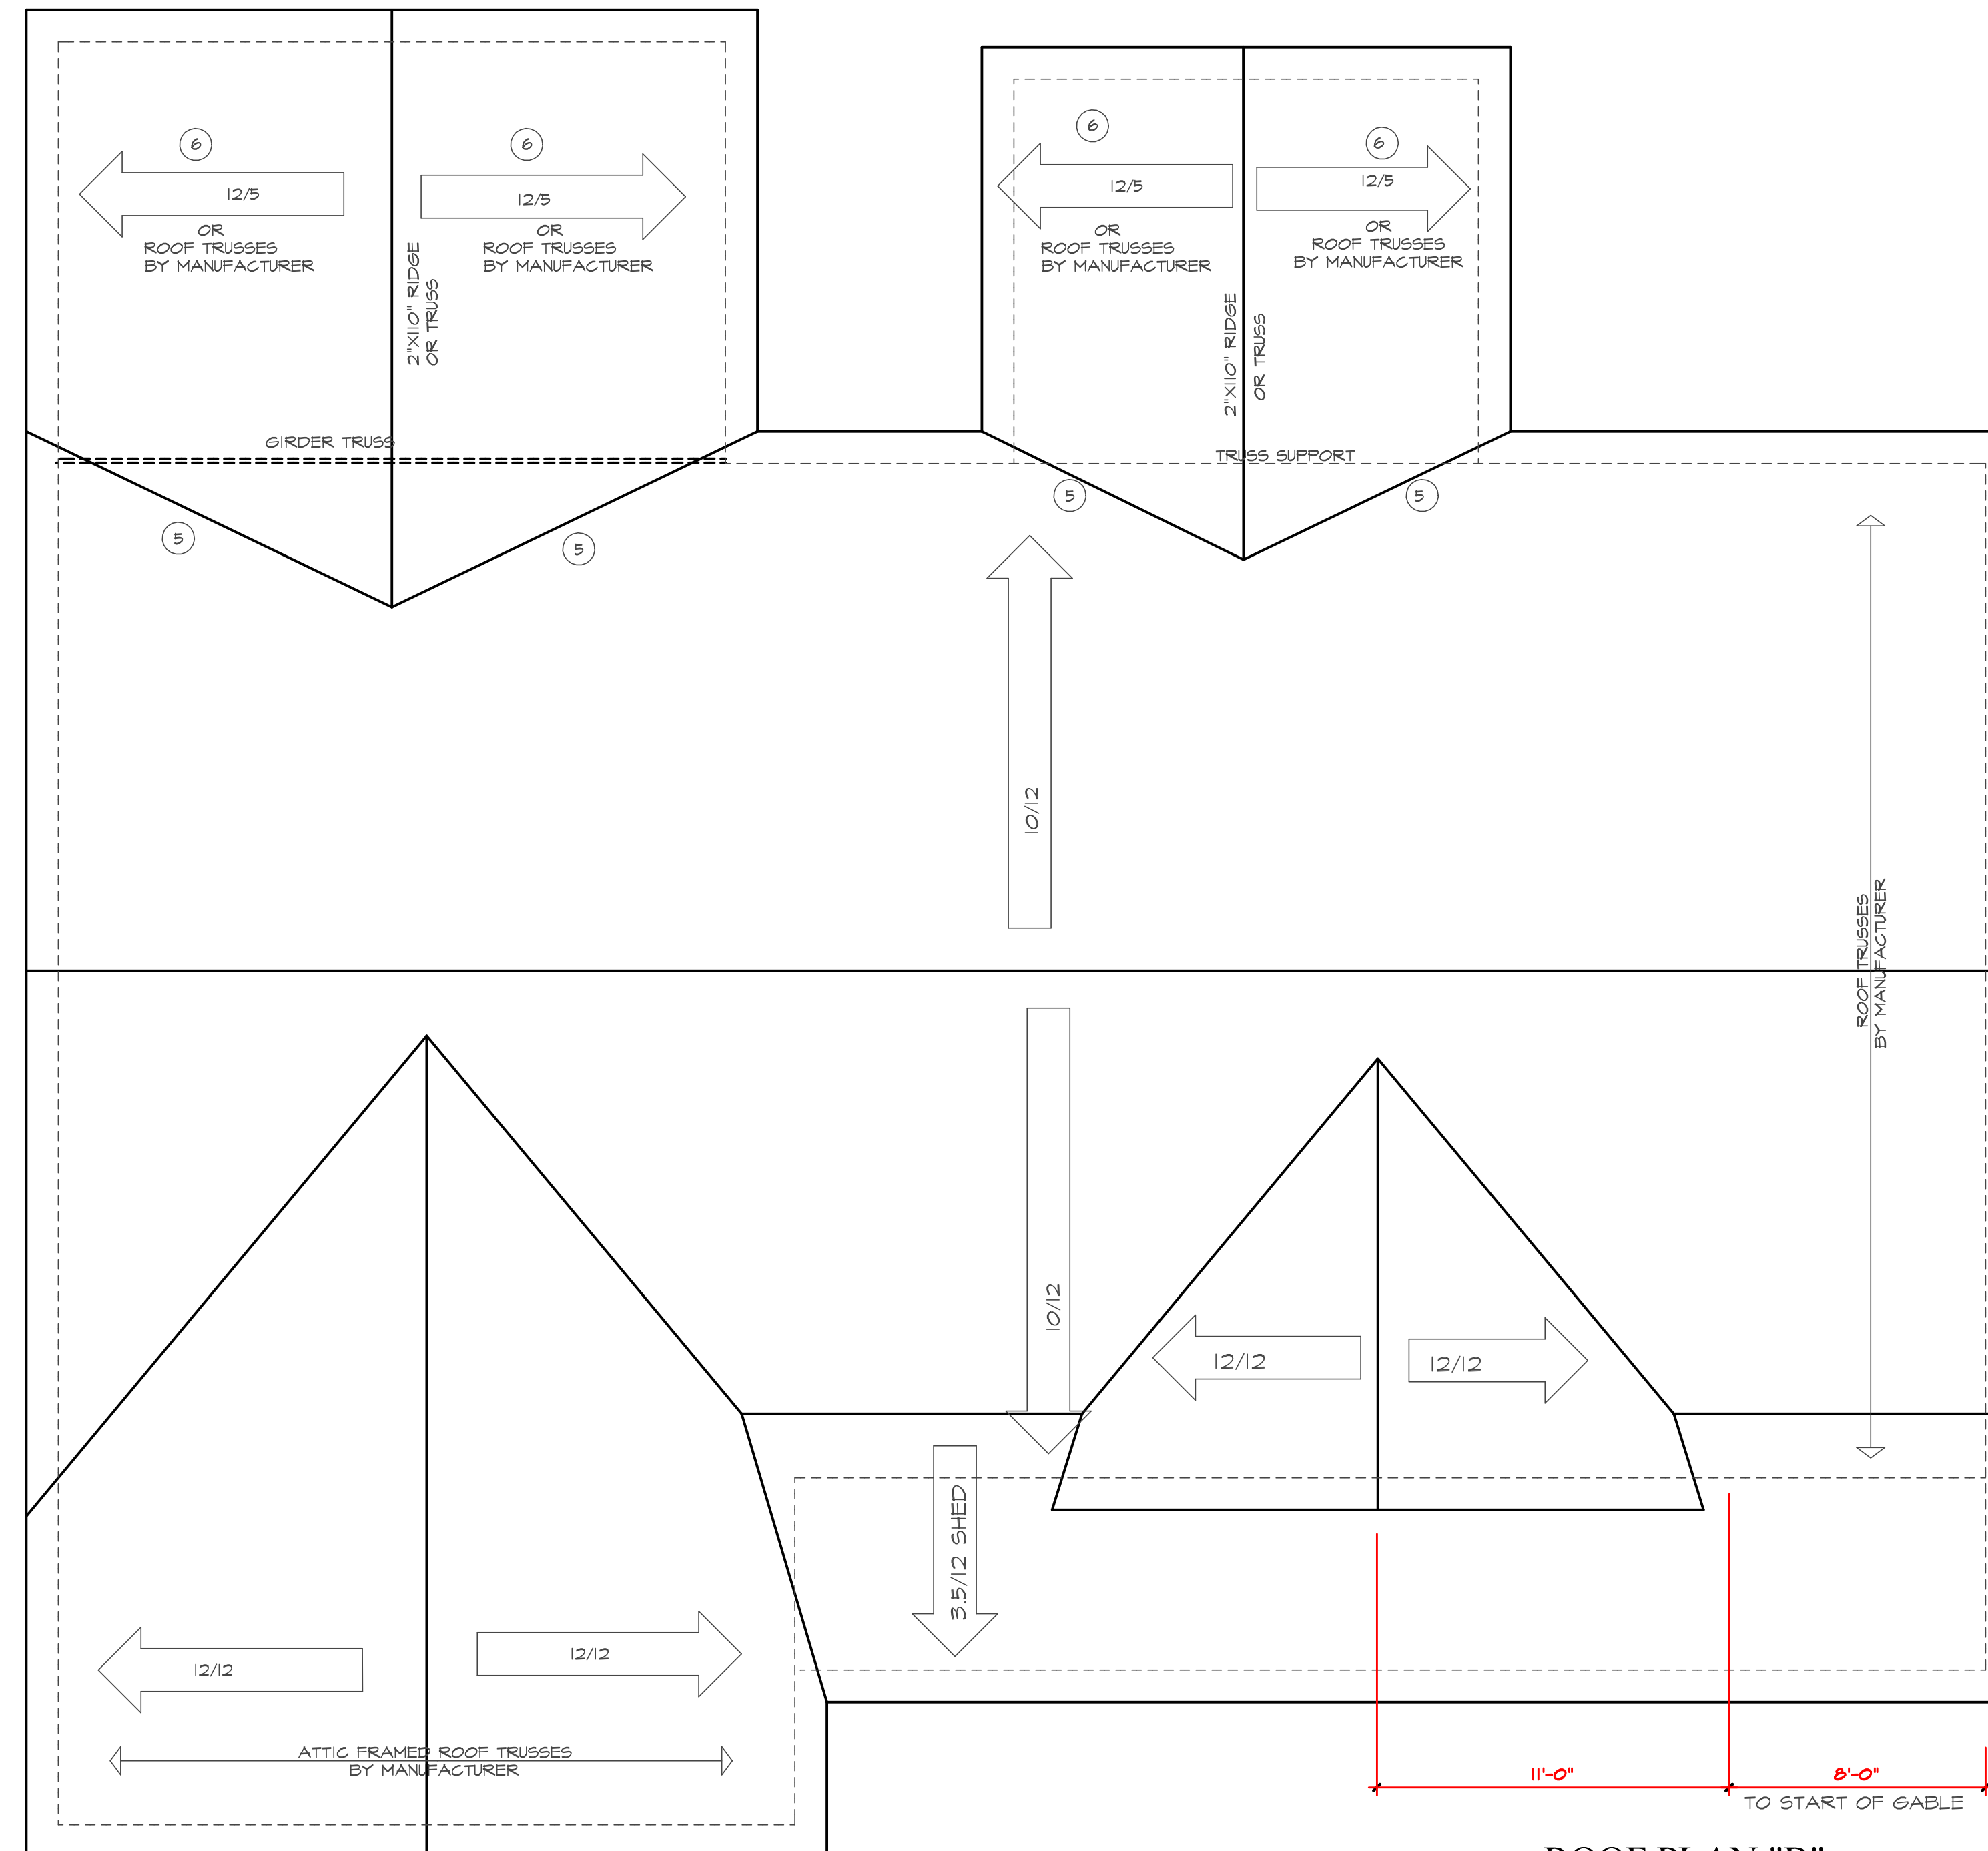 6
6
6
6
12/5
12/5
12/5
12/5
OR
ROOF TRUSSES
BY MANUFACTURER
OR
ROOF TRUSSES
BY MANUFACTURER
OR
ROOF TRUSSES
BY MANUFACTURER
OR
ROOF TRUSSES
BY MANUFACTURER
2"X110" RIDGE
OR TRUSS
2"X110" RIDGE
OR TRUSS
GIRDER TRUSS
TRUSS SUPPORT
5
5
5
5
10/12
ROOF TRUSSES
BY MANUFACTURER
10/12
12/12
12/12
3.5/12 SHED
12/12
12/12
ATTIC FRAMED ROOF TRUSSES
BY MANUFACTURER
11'-0"
8'-0"
TO START OF GABLE
ROOF PLAN "B"